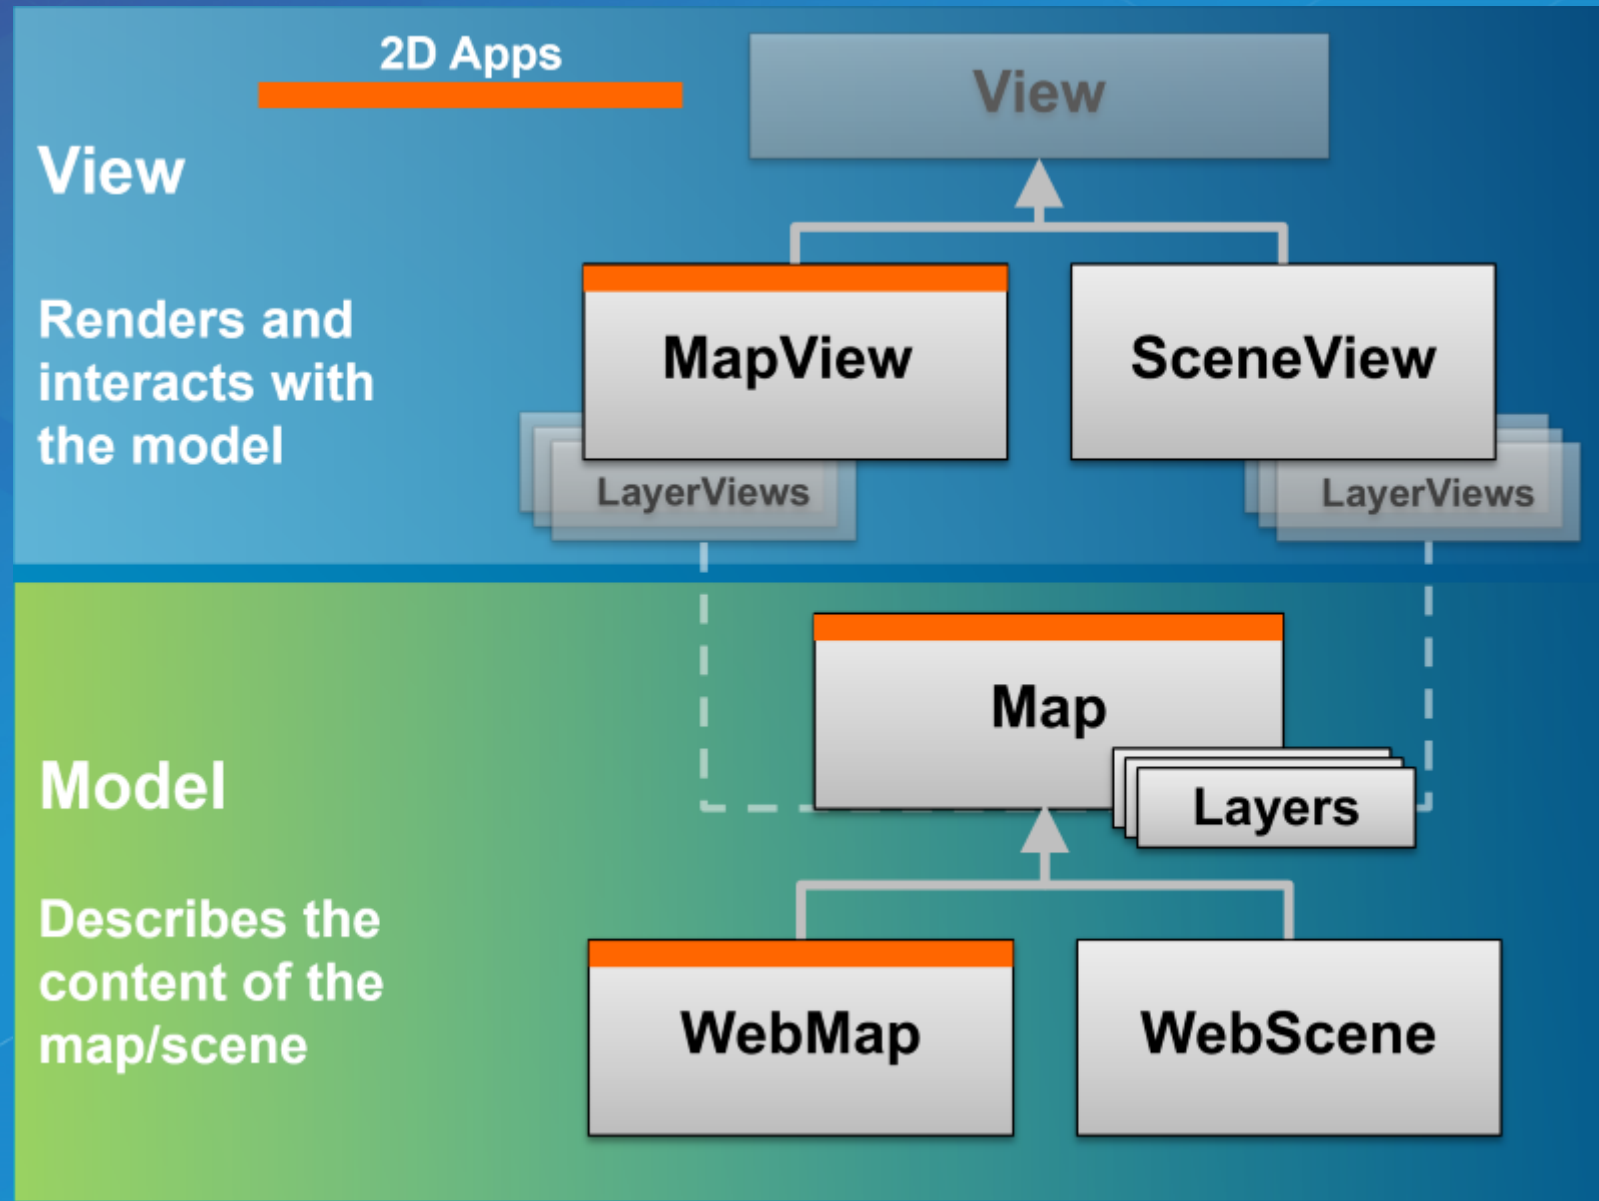 2D Apps
View
View
Renders and
interacts with
the model
MapView
SceneView
LayerViews
LayerViews
Map
Layers
Model
Describes the
content of the
map/scene
WebMap
WebScene